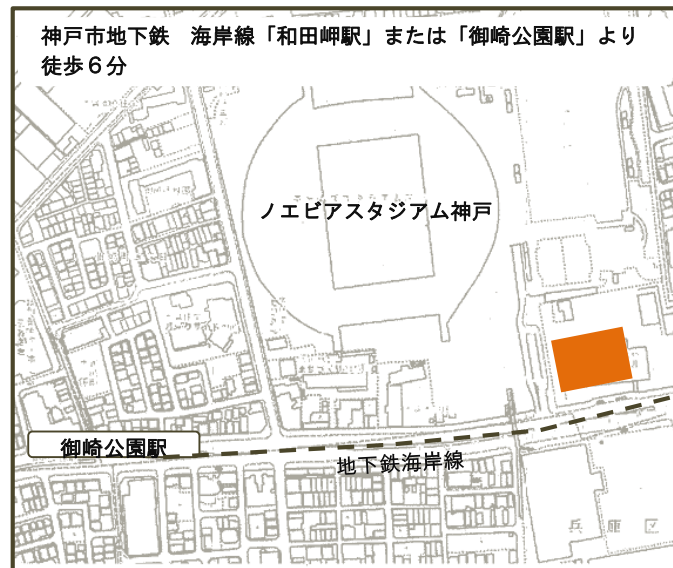 神戸市地下鉄　海岸線「和田岬駅」または「御崎公園駅」より
徒歩６分
ノエビアスタジアム神戸
御崎公園駅
地下鉄海岸線
兵庫区